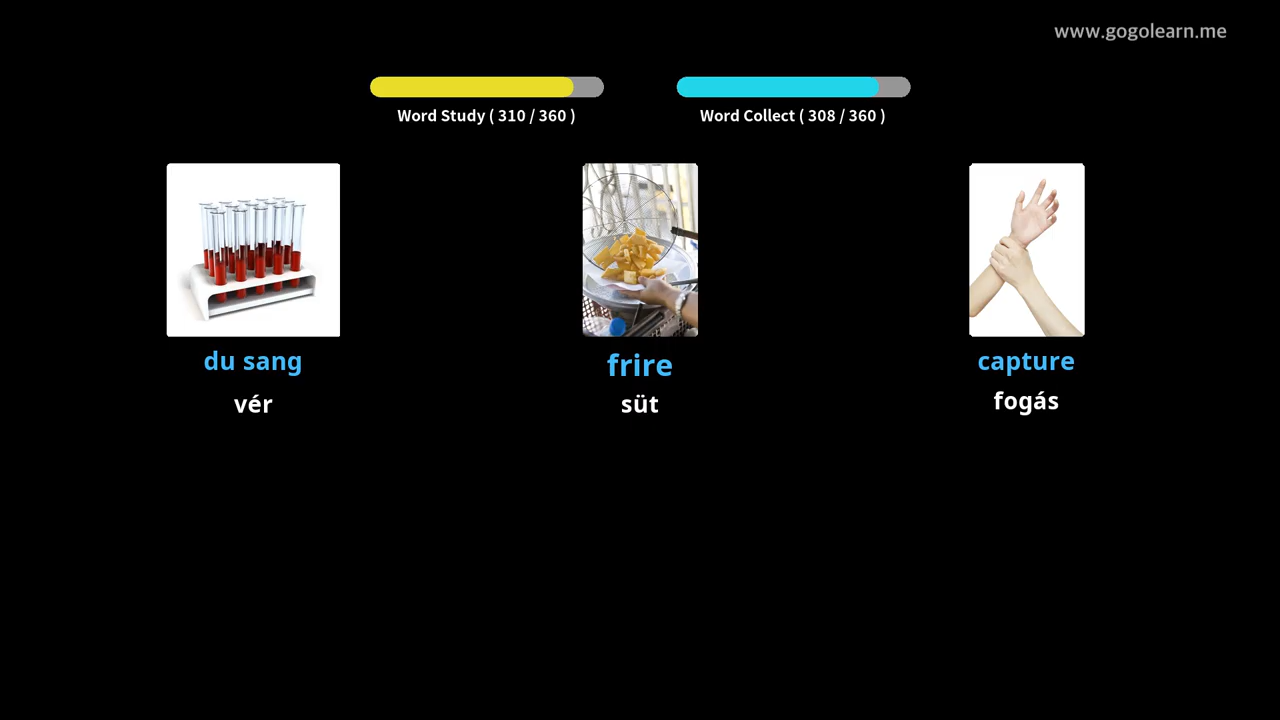 www.gogolearn.me
Word Study ( 310 / 360 )
Word Collect ( 308 / 360 )
du sang
frire
capture
vér
süt
fogás